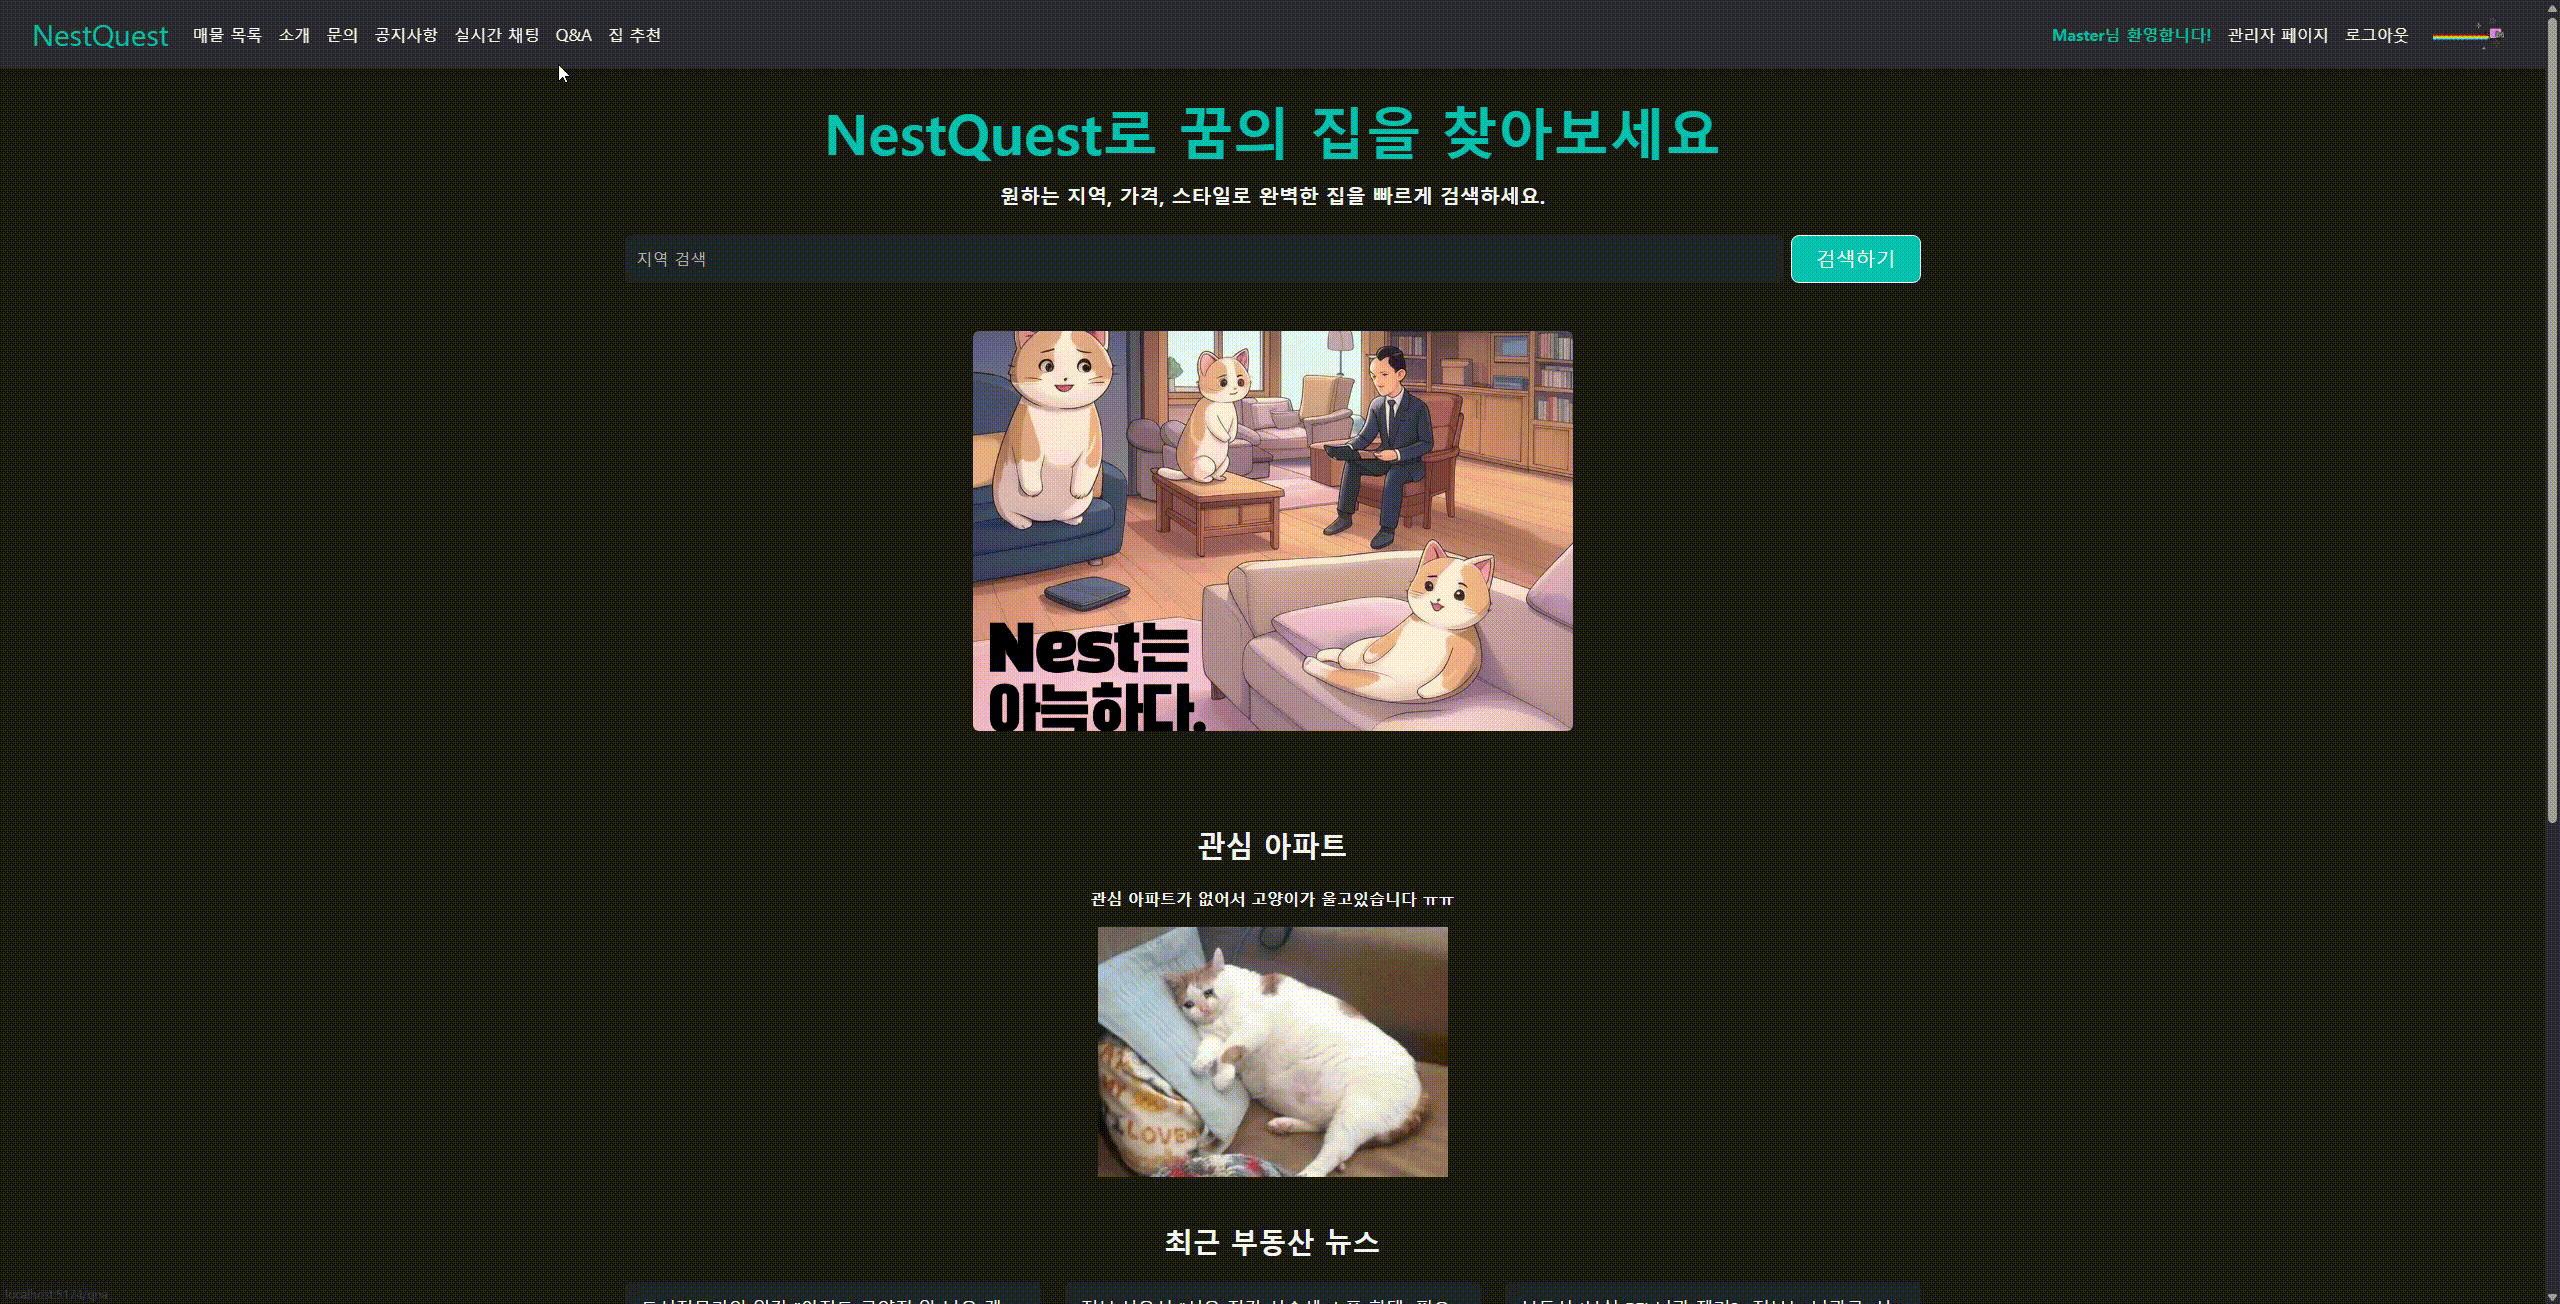 NestQuest 매물 목록 소개 문의 공지사항 실시간 채팅 Q&A 집 추천 Master님 환영합니다! 관리자 페이지 로그아웃
NestQuest로 꿈의 집을 찾아보세요
원하는 지역, 가격, 스타일로 완벽한 집을 빠르게 검색하세요.
지역 검색 검색하기
Nest는
아늑하다.
관심 아파트
관심 아파트가 없어서 고양이가 울고있습니다 ㅠㅠ
I LOVE
최근 부동산 뉴스
localhost:5174/qna